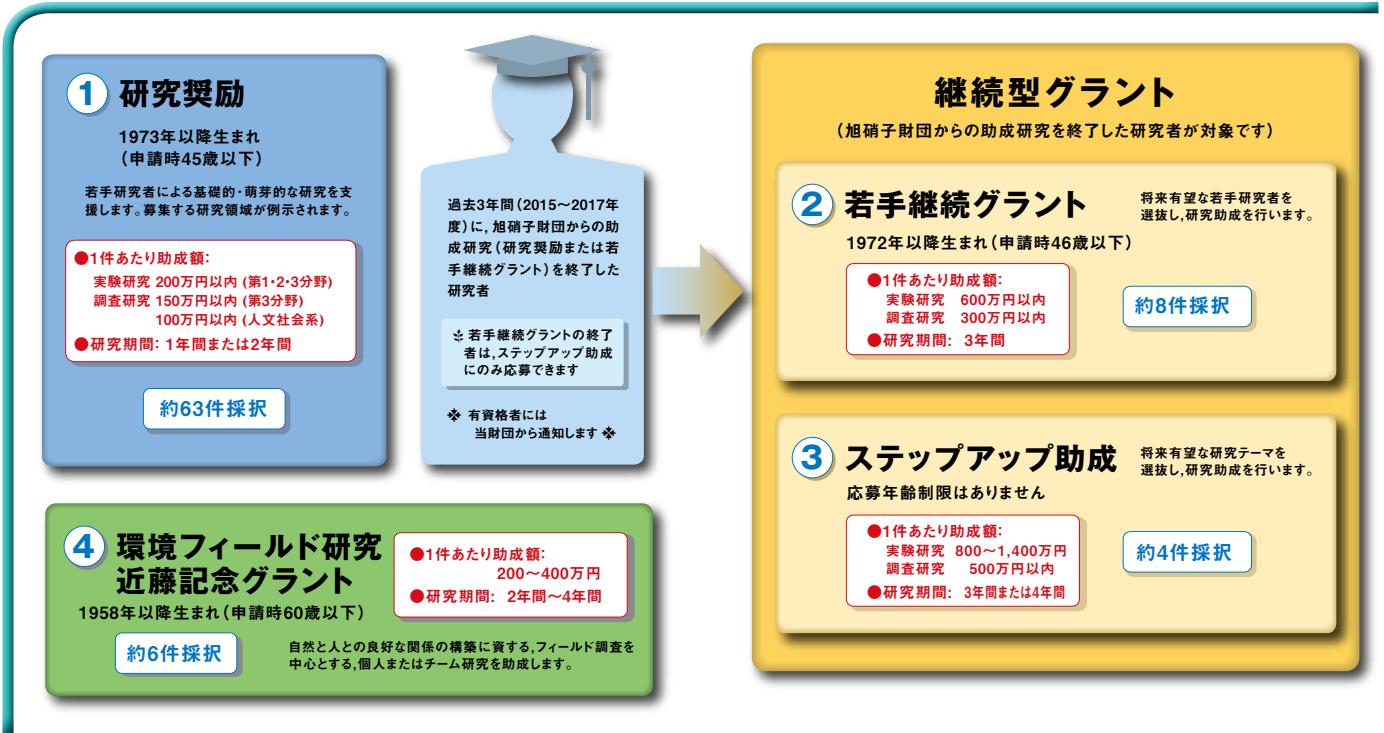 1 研究奨励
1973年以降生まれ
（申請時45歳以下）
若手研究者による基礎的・萌芽的な研究を支
援します。募集する研究領域が例示されます。
●1件あたり助成額：
実験研究 200万円以内 (第1・2・3分野)
調査研究 150万円以内 (第3分野)
100万円以内 (人文社会系)
●研究期間： 1年間または2年間
約63件採択
過去3年間（2015〜2017年
度）に，旭硝子財団からの助
成研究（研究奨励または若
手継続グラント）を終了した
研究者
若手継続グラントの終了
者は，ステップアップ助成
にのみ応募できます
❖ 有資格者には
当財団から通知します ❖
継続型グラント
（旭硝子財団からの助成研究を終了した研究者が対象です）
2 若手継続グラント
将来有望な若手研究者を
選抜し，研究助成を行います。
1972年以降生まれ（申請時46歳以下）
●1件あたり助成額：
実験研究 600万円以内
調査研究 300万円以内
●研究期間： 3年間
約8件採択
3 ステップアップ助成
将来有望な研究テーマを
選抜し，研究助成を行います。
応募年齢制限はありません
●1件あたり助成額：
実験研究 800〜1,400万円
調査研究 500万円以内
●研究期間： 3年間または4年間
約4件採択
4 環境フィールド研究
近藤記念グラント
1958年以降生まれ（申請時60歳以下）
●1件あたり助成額：
200〜400万円
●研究期間： 2年間〜4年間
約6件採択
自然と人との良好な関係の構築に資する，フィールド調査を
中心とする，個人またはチーム研究を助成します。